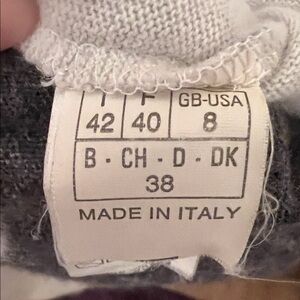 I F GB-USA
42 40 8
B - CH - D - DK
38
MADE IN ITALY